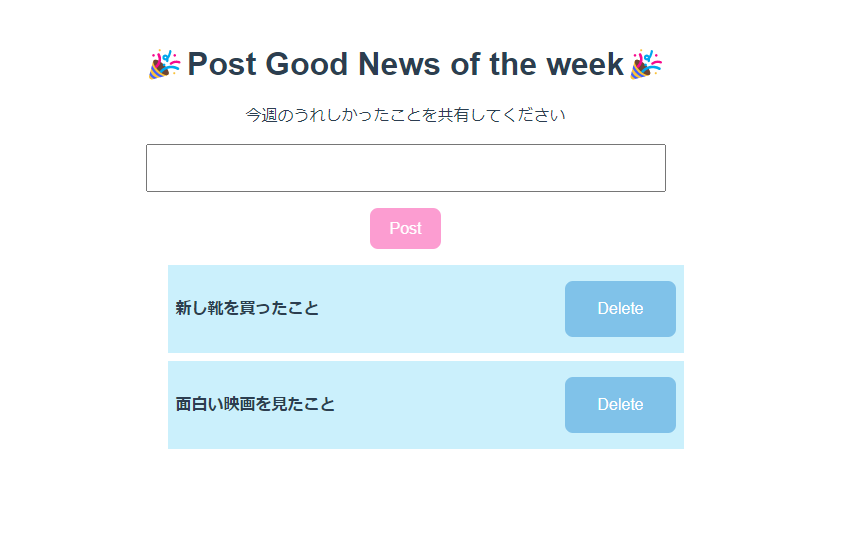 🎉Post Good News of the week🎉
今週のうれしかったことを共有してください
Post
新し靴を買ったこと
Delete
面白い映画を見たこと
Delete